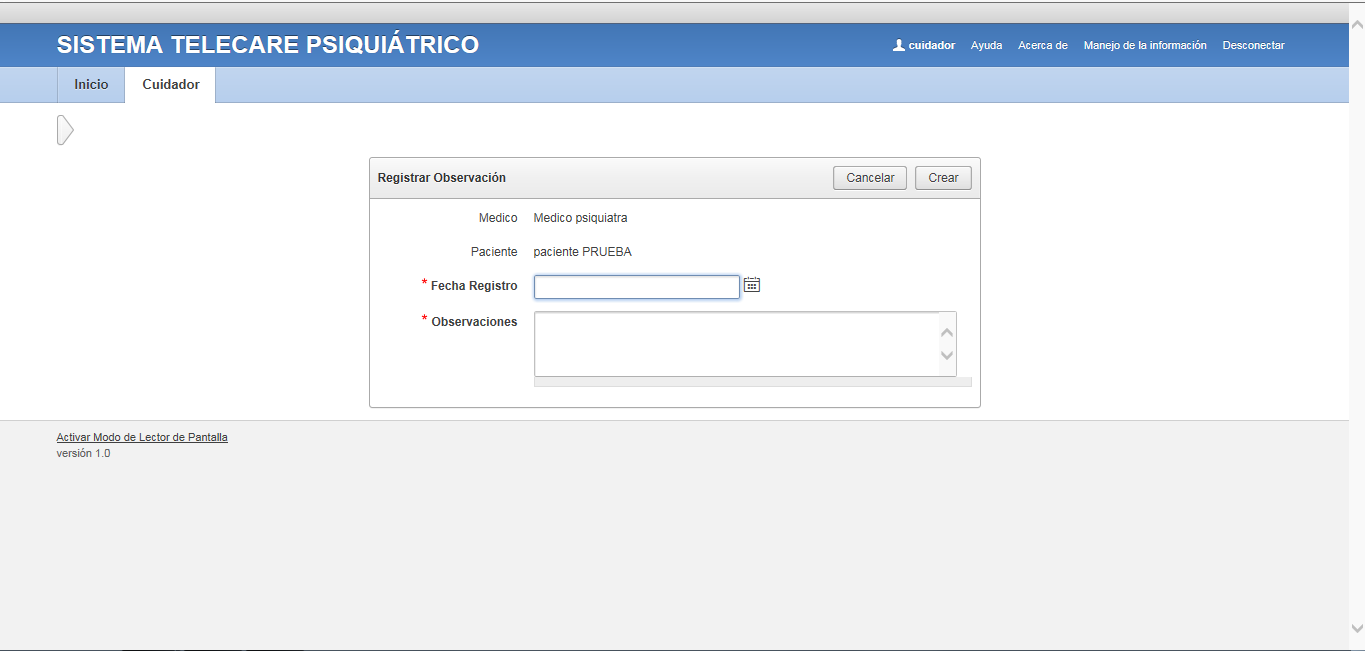 SISTEMA TELECARE PSIQUIÁTRICO
cuidador Ayuda Acerca de Manejo de la información Desconectar
Inicio Cuidador
Registrar Observación Cancelar Crear
Medico Medico psiquiatra
Paciente paciente PRUEBA
* Fecha Registro
* Observaciones
Activar Modo de Lector de Pantalla
versión 1.0